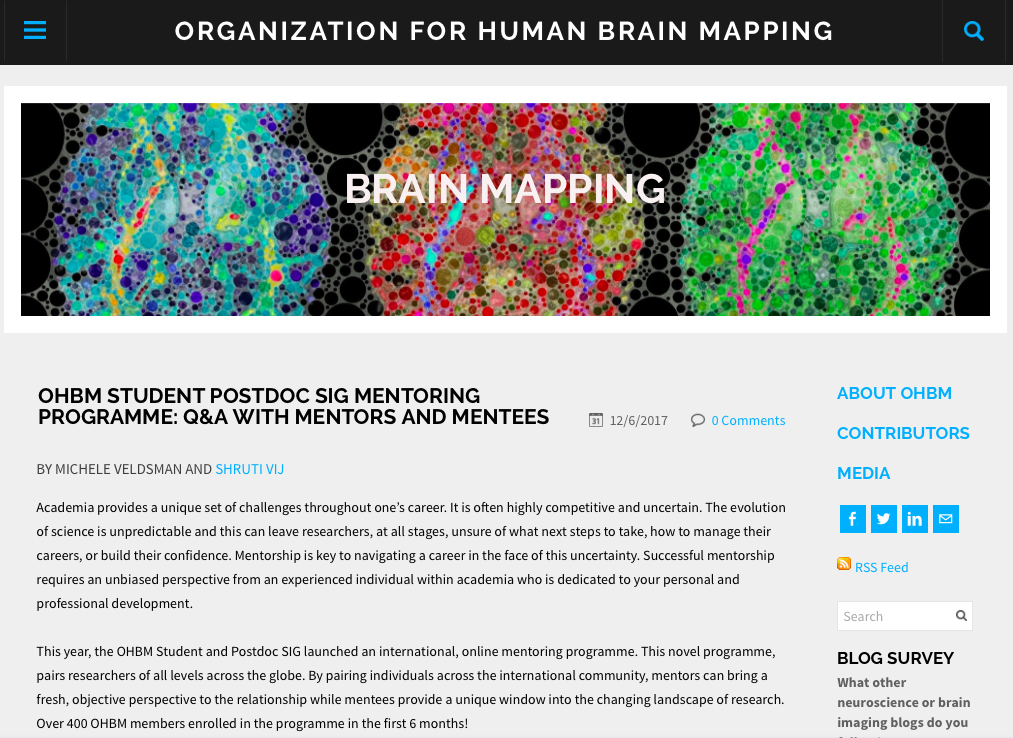 ORGANIZATION FOR HUMAN BRAIN MAPPING
BRAIN MAPPING
OHBM STUDENT POSTDOC SIG MENTORING
PROGRAMME: Q&A WITH MENTORS AND MENTEES
31 12/6/2017 0 Comments
BY MICHELE VELDSMAN AND SHRUTI VIJ
Academia provides a unique set of challenges throughout one’s career. It is often highly competitive and uncertain. The evolution
of science is unpredictable and this can leave researchers, at all stages, unsure of what next steps to take, how to manage their
careers, or build their confidence. Mentorship is key to navigating a career in the face of this uncertainty. Successful mentorship
requires an unbiased perspective from an experienced individual within academia who is dedicated to your personal and
professional development.
This year, the OHBM Student and Postdoc SIG launched an international, online mentoring programme. This novel programme,
pairs researchers of all levels across the globe. By pairing individuals across the international community, mentors can bring a
fresh, objective perspective to the relationship while mentees provide a unique window into the changing landscape of research.
Over 400 OHBM members enrolled in the programme in the first 6 months!
ABOUT OHBM
CONTRIBUTORS
MEDIA
RSS Feed
Search
BLOG SURVEY
What other
neuroscience or brain
imaging blogs do you